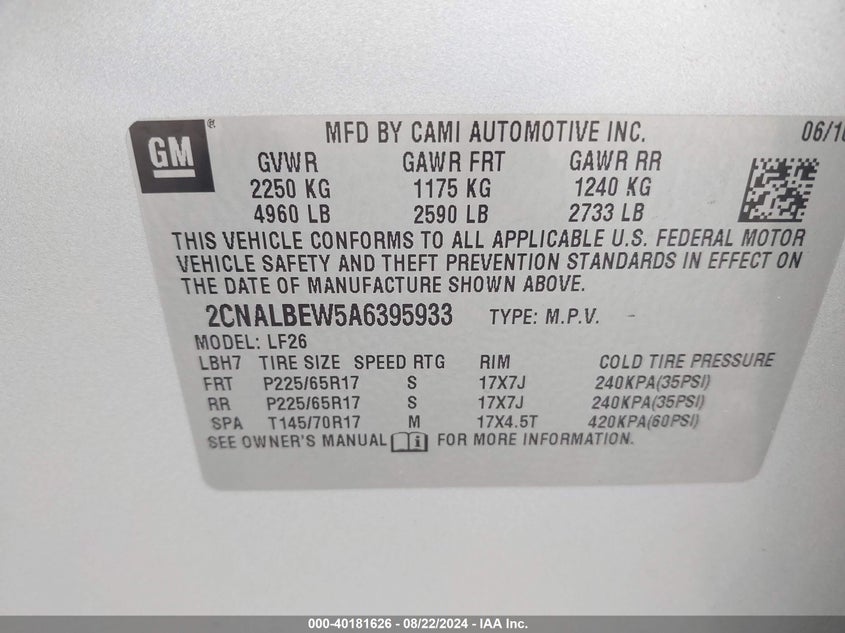 GM ®
MFD BY CAMI AUTOMOTIVE INC. 06/10
GVWR GAWR FRT GAWR RR
2250 KG 1175 KG 1240 KG
4960 LB 2590 LB 2733 LB
THIS VEHICLE CONFORMS TO ALL APPLICABLE U.S. FEDERAL MOTOR
VEHICLE SAFETY AND THEFT PREVENTION STANDARDS IN EFFECT ON
THE DATE OF MANUFACTURE SHOWN ABOVE.
2CNALBEW5A6395933 TYPE: M.P.V. -
MODEL: LF26
LBH7 TIRE SIZE SPEED RTG RIM COLD TIRE PRESSURE
FRT P225/65R17 S 17X7J 240KPA(35PSI)
RR P225/65R17 S 17X7J 240KPA(35PSI)
SPA T145/70R17 M 17X4.5T 420KPA(60PSI)
SEE OWNER'S MANUAL i FOR MORE INFORMATION.
000-40181626 - 08/22/2024 - IAA Inc.